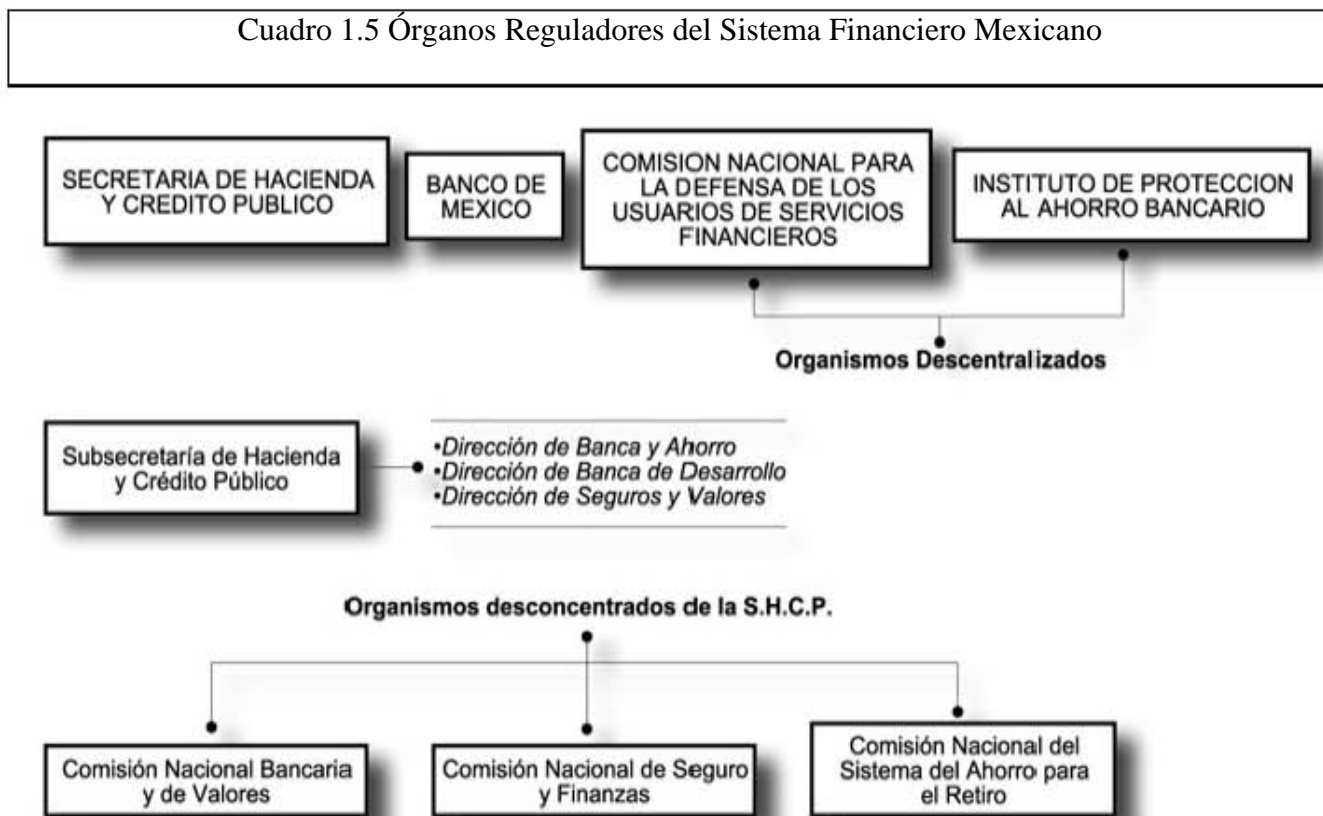 Cuadro 1.5 Órganos Reguladores del Sistema Financiero Mexicano
SECRETARIA DE HACIENDA
Y CREDITO PUBLICO
BANCO DE
MEXICO
COMISION NACIONAL PARA
LA DEFENSA DE LOS
USUARIOS DE SERVICIOS
FINANCIEROS
INSTITUTO DE PROTECCION
AL AHORRO BANCARIO
Organismos Descentralizados
Subsecretaría de Hacienda
y Crédito Público
•Dirección de Banca y Ahorro
•Dirección de Banca de Desarrollo
•Dirección de Seguros y Valores
Organismos desconcentrados de la S.H.C.P.
Comisión Nacional Bancaria
y de Valores
Comisión Nacional de Seguro
y Finanzas
Comisión Nacional del
Sistema del Ahorro para
el Retiro